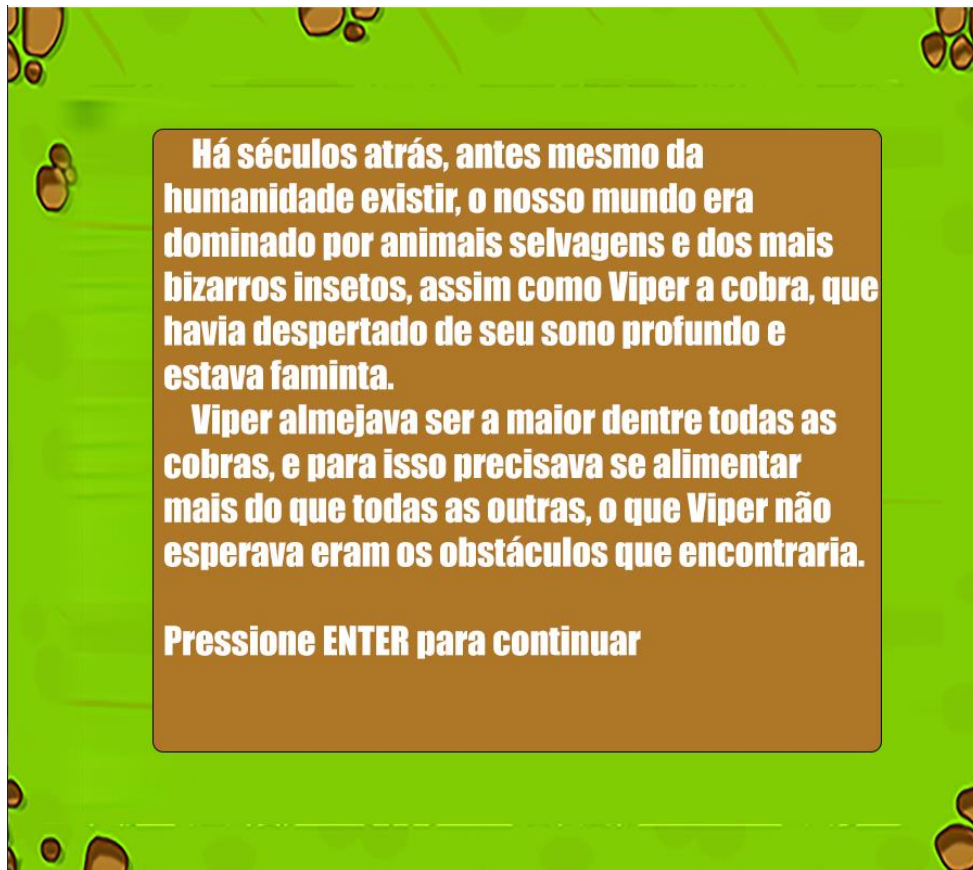 Há séculos atrás, antes mesmo da
humanidade existir, o nosso mundo era
dominado por animais selvagens e dos mais
bizarros insetos, assim como Viper a cobra, que
havia despertado de seu sono profundo e
estava faminta.
Viper almejava ser a maior dentre todas as
cobras, e para isso precisava se alimentar
mais do que todas as outras, o que Viper não
esperava eram os obstáculos que encontraria.
Pressione ENTER para continuar